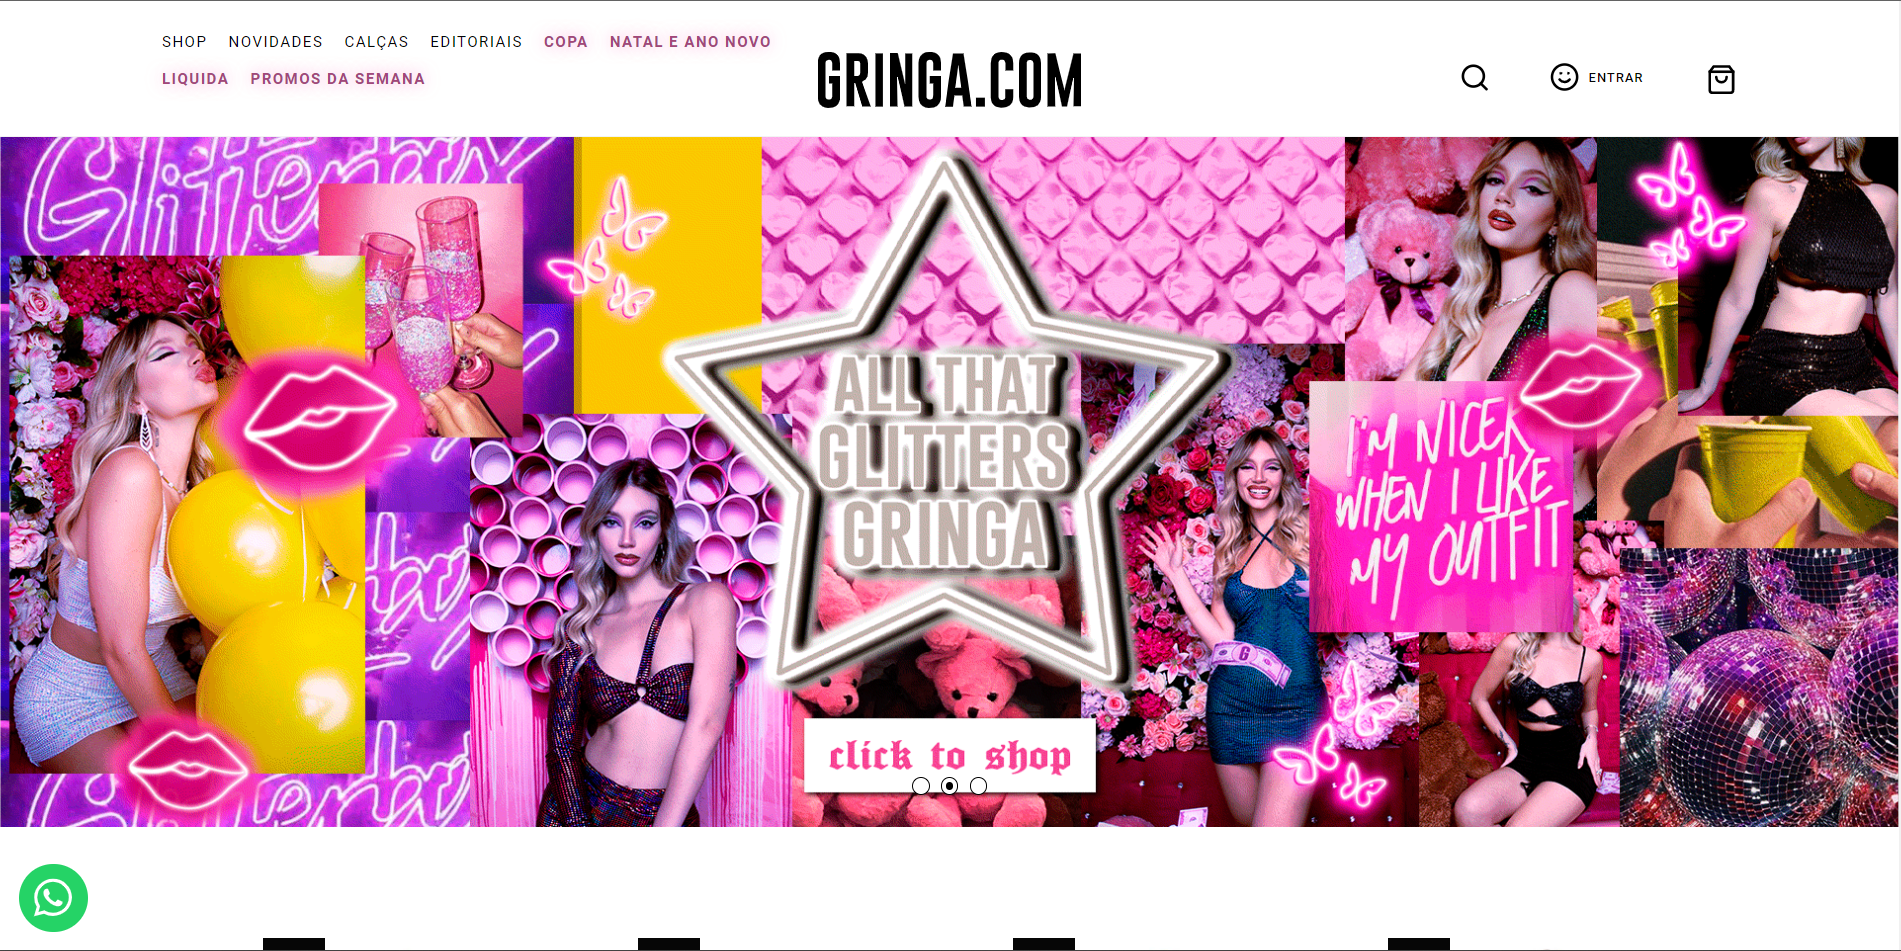 SHOP NOVIDADES CALÇAS EDITORIAIS COPA NATAL E ANO NOVO
LIQUIDA PROMOS DA SEMANA
GRINGA.COM
ENTRAR
Glitterbox
ALL THAT
GLITTERS
GRINGA
I'M NICER
WHEN I LIKE
MY OUTFIT
G
click to shop